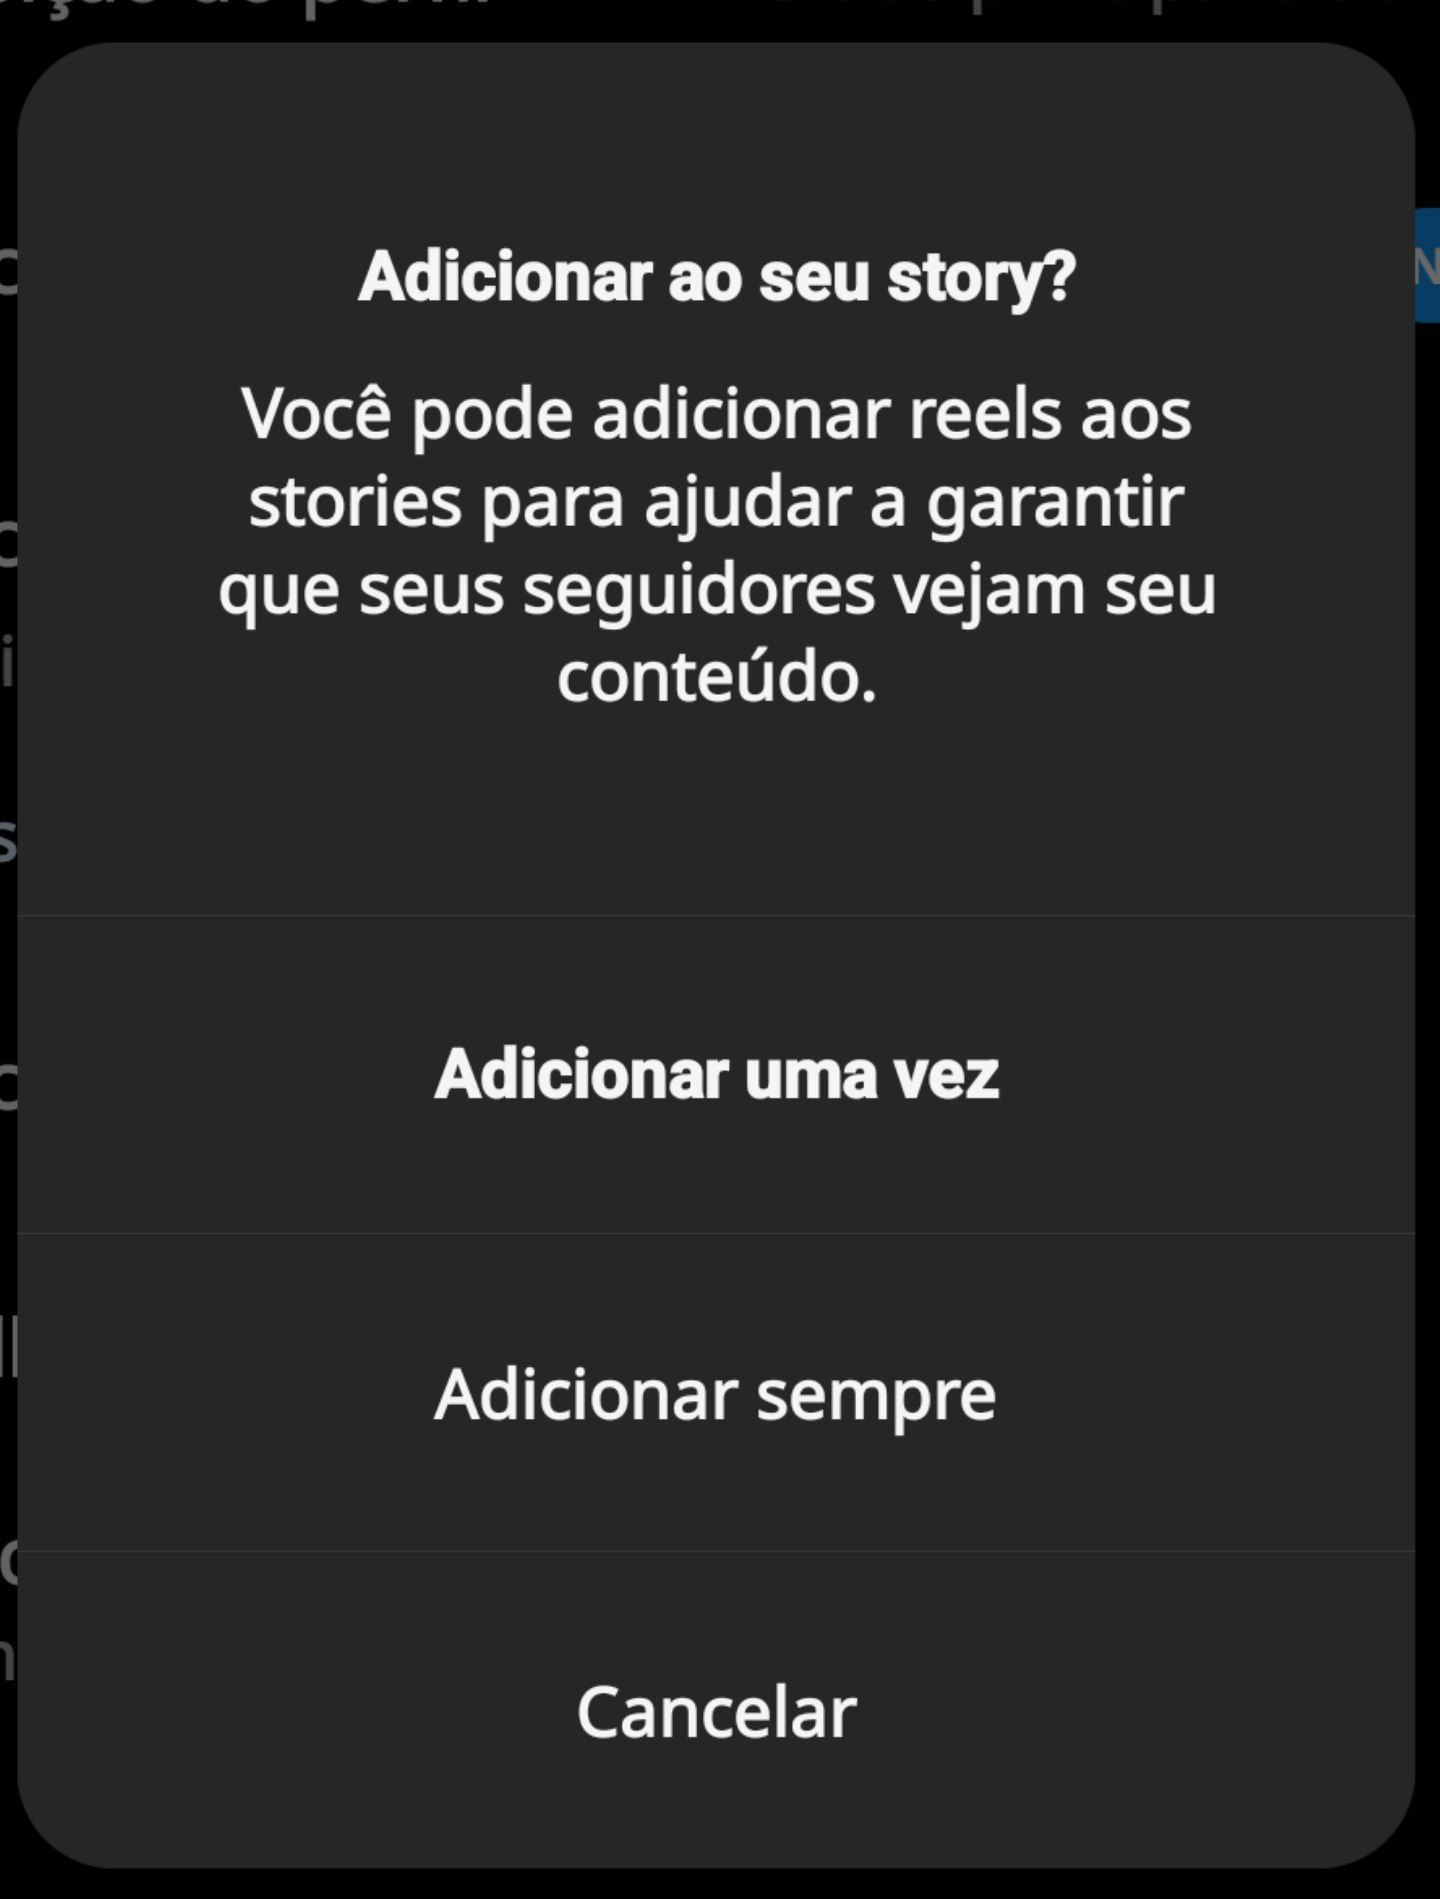 Adicionar ao seu story?
Você pode adicionar reels aos
stories para ajudar a garantir
que seus seguidores vejam seu
conteúdo.
Adicionar uma vez
Adicionar sempre
Cancelar